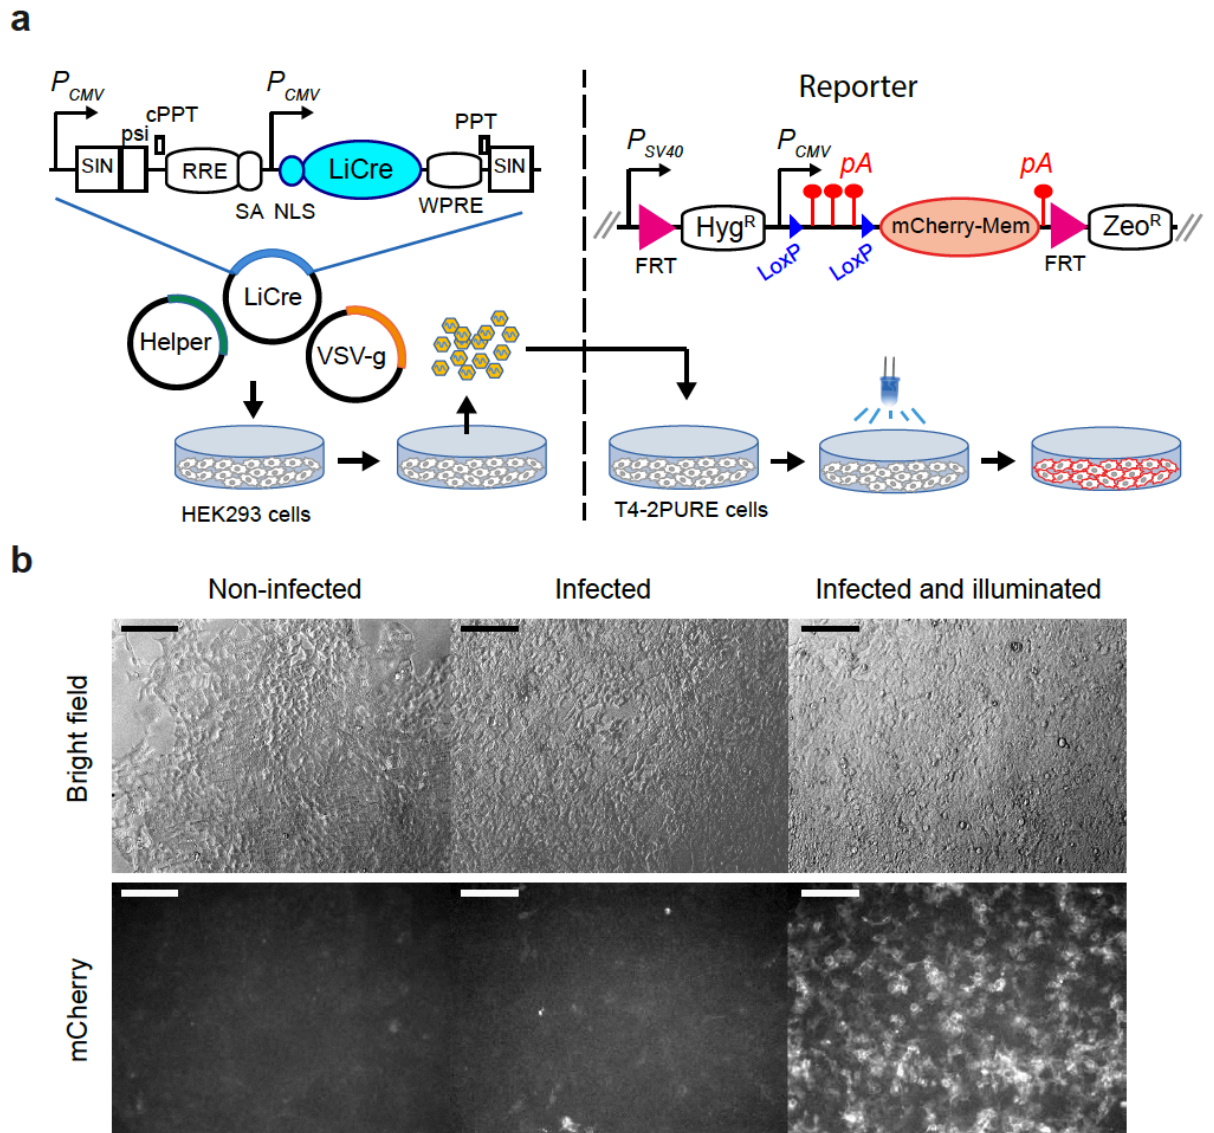 a
P_CMV
P_CMV
cPPT
psi
PPT
SIN
RRE
LiCre
SIN
SA
NLS
WPRE
LiCre
Helper
VSV-g
HEK293 cells
Reporter
P_SV40
P_CMV
pA
pA
Hyg^R
mCherry-Mem
Zeo^R
FRT
LoxP
LoxP
FRT
T4-2PURE cells
b
Non-infected
Infected
Infected and illuminated
Bright field
mCherry